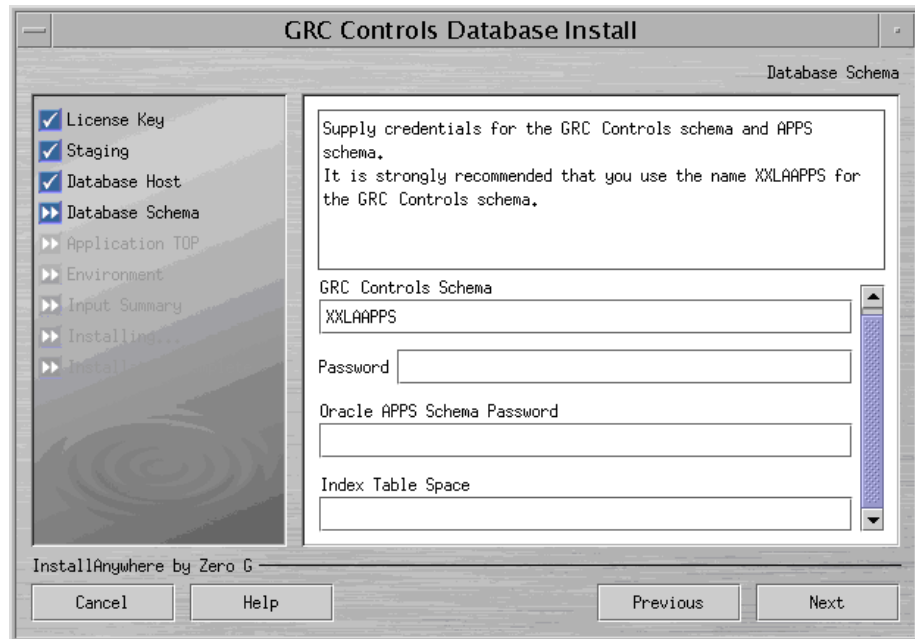 GRC Controls Database Install
Database Schema
License Key
Staging
Database Host
Database Schema
Application TOP
Environment
Input Summary
Installing...
Install
Supply credentials for the GRC Controls schema and APPS
schema.
It is strongly recommended that you use the name XXLAAPPS for
the GRC Controls schema.
GRC Controls Schema
XXLAAPPS
Password
Oracle APPS Schema Password
Index Table Space
InstallAnywhere by Zero G
Cancel
Help
Previous
Next